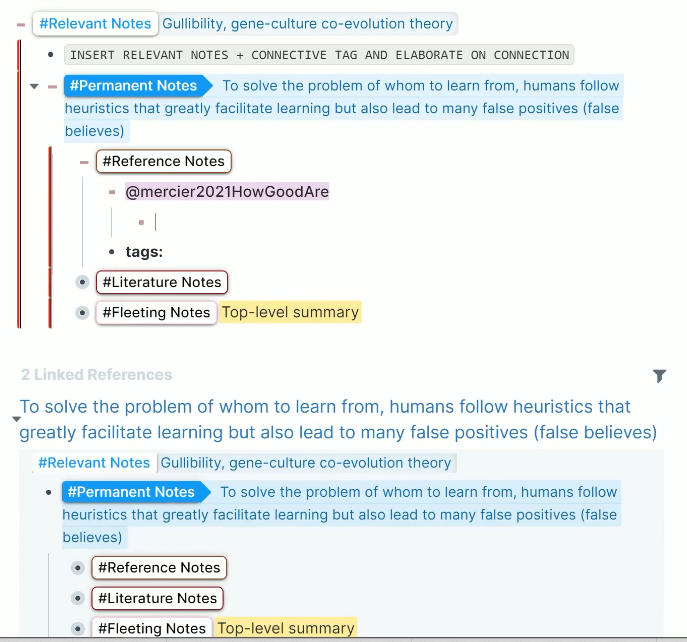 #Relevant Notes Gullibility, gene-culture co-evolution theory
INSERT RELEVANT NOTES + CONNECTIVE TAG AND ELABORATE ON CONNECTION
#Permanent Notes To solve the problem of whom to learn from, humans follow
heuristics that greatly facilitate learning but also lead to many false positives (false
believes)
#Reference Notes
@mercier2021HowGoodAre
tags:
#Literature Notes
#Fleeting Notes Top-level summary
2 Linked References
To solve the problem of whom to learn from, humans follow heuristics that
greatly facilitate learning but also lead to many false positives (false believes)
#Relevant Notes Gullibility, gene-culture co-evolution theory
#Permanent Notes To solve the problem of whom to learn from, humans follow
heuristics that greatly facilitate learning but also lead to many false positives (false
believes)
#Reference Notes
#Literature Notes
#Fleeting Notes Top-level summary